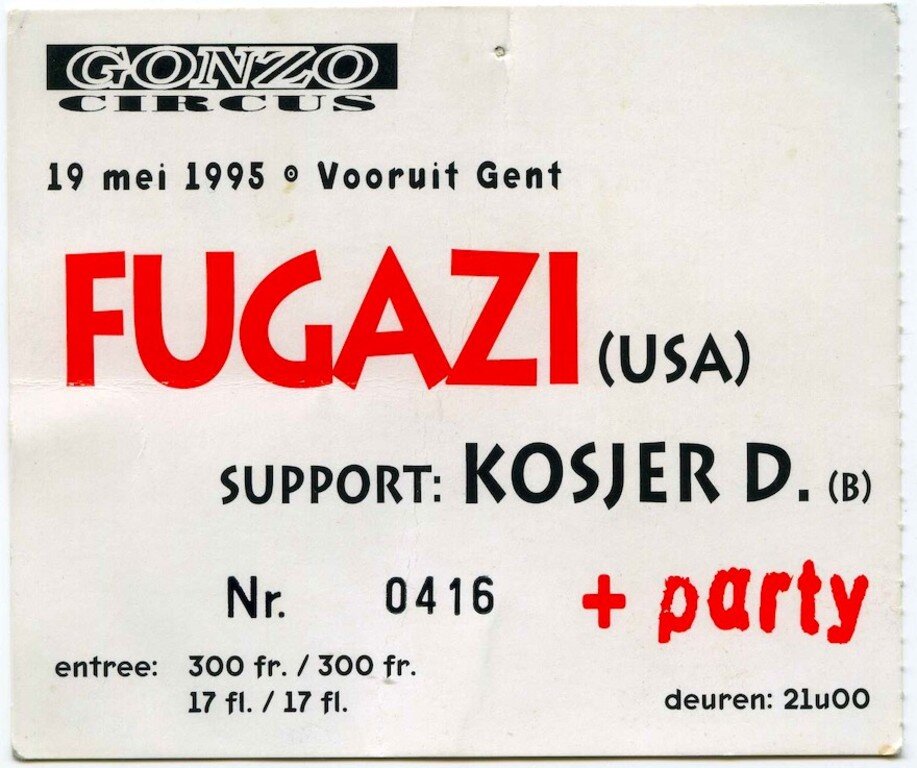 GONZO
CIRCUS
19 mei 1995 ⊙ Vooruit Gent
FUGAZI (USA)
SUPPORT: KOSJER D. (B)
Nr. 0416 + party
entree: 300 fr. / 300 fr.
17 fl. / 17 fl.
deuren: 21u00